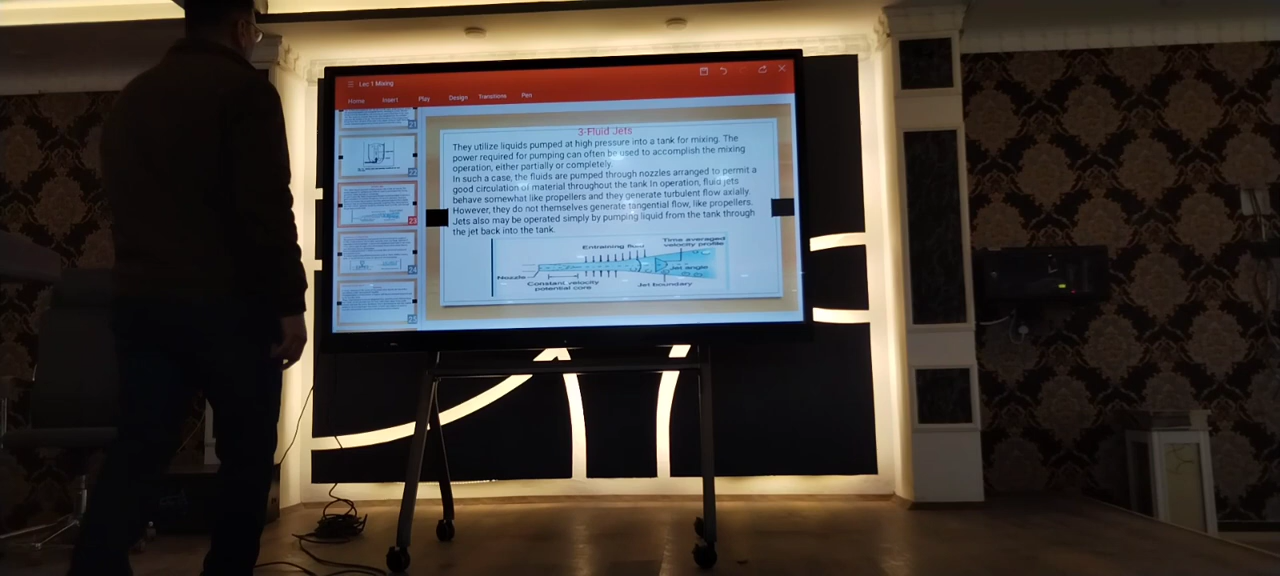 Lec 1 Mixing
Home Insert Play Design Transitions Pen
3-Fluid Jets
They utilize liquids pumped at high pressure into a tank for mixing. The
power required for pumping can often be used to accomplish the mixing
operation, either partially or completely.
In such a case, the fluids are pumped through nozzles arranged to permit a
good circulation of material throughout the tank In operation, fluid jets
behave somewhat like propellers and they generate turbulent flow axially.
However, they do not themselves generate tangential flow, like propellers.
Jets also may be operated simply by pumping liquid from the tank through
the jet back into the tank.
Entraining fluid
Time averaged
velocity profile
Nozzle
Jet angle
Constant velocity
potential core
Jet boundary
22
23
25